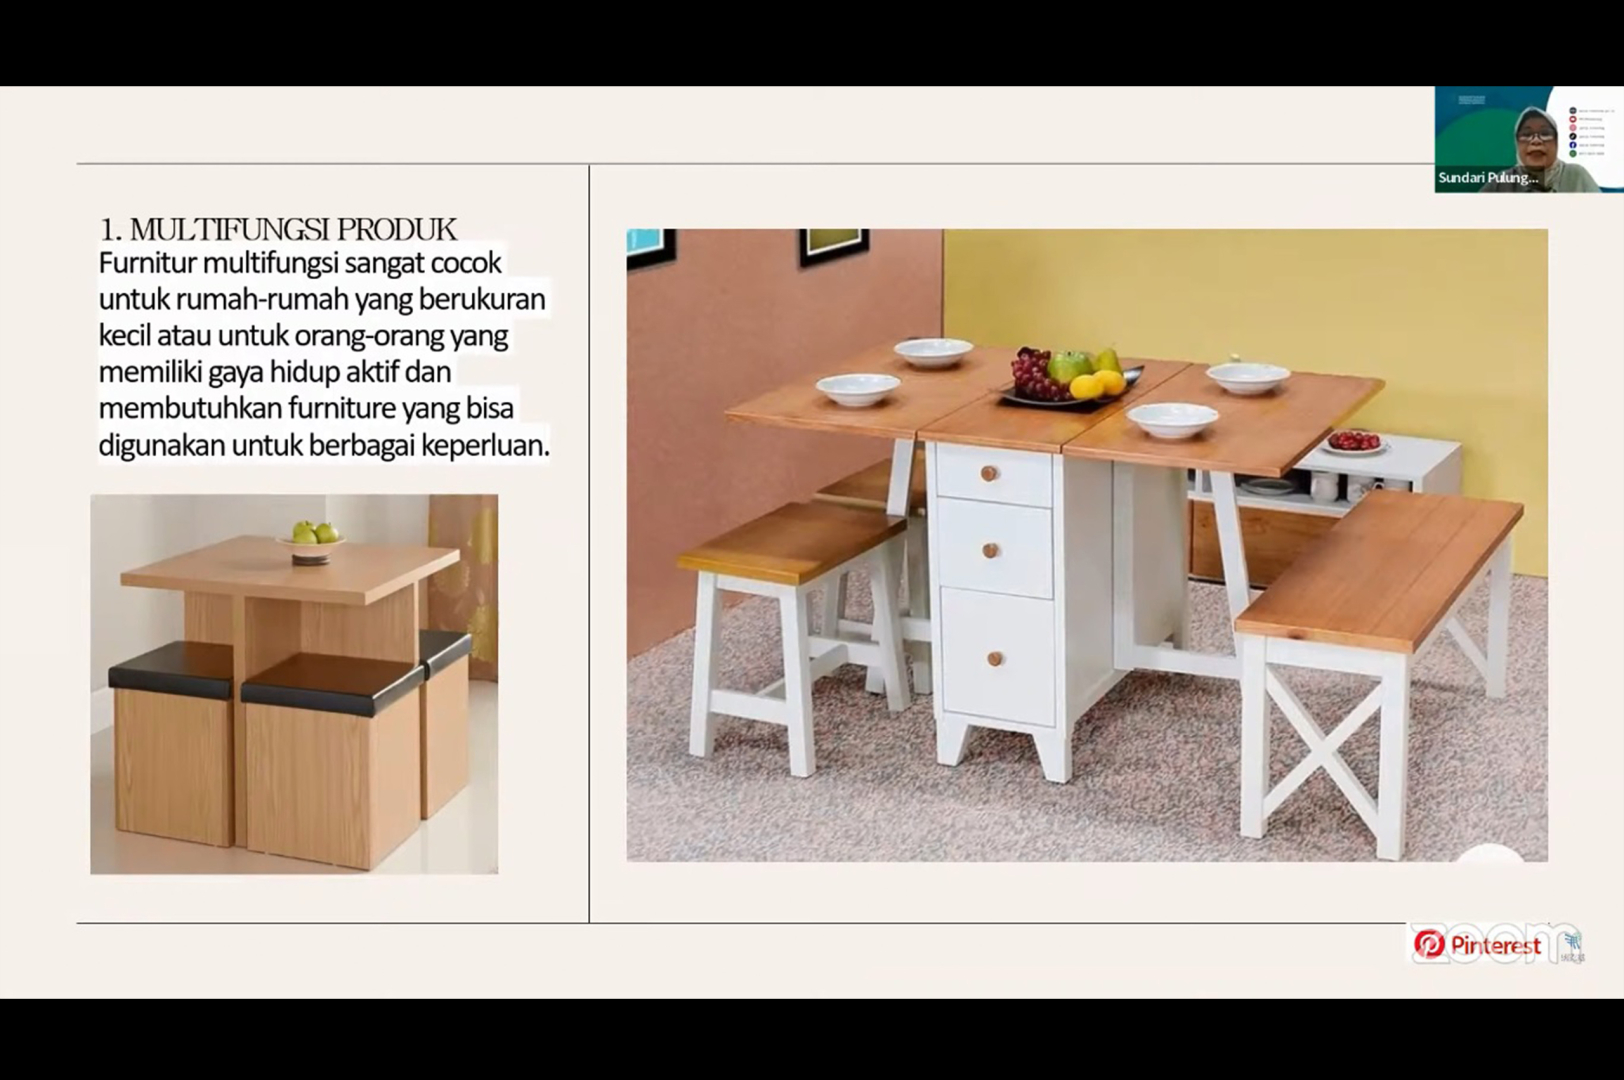 1. MULTIFUNGSI PRODUK
Furnitur multifungsi sangat cocok
untuk rumah-rumah yang berukuran
kecil atau untuk orang-orang yang
memiliki gaya hidup aktif dan
membutuhkan furniture yang bisa
digunakan untuk berbagai keperluan.
Sundari Pulung...
Pinterest
zoom